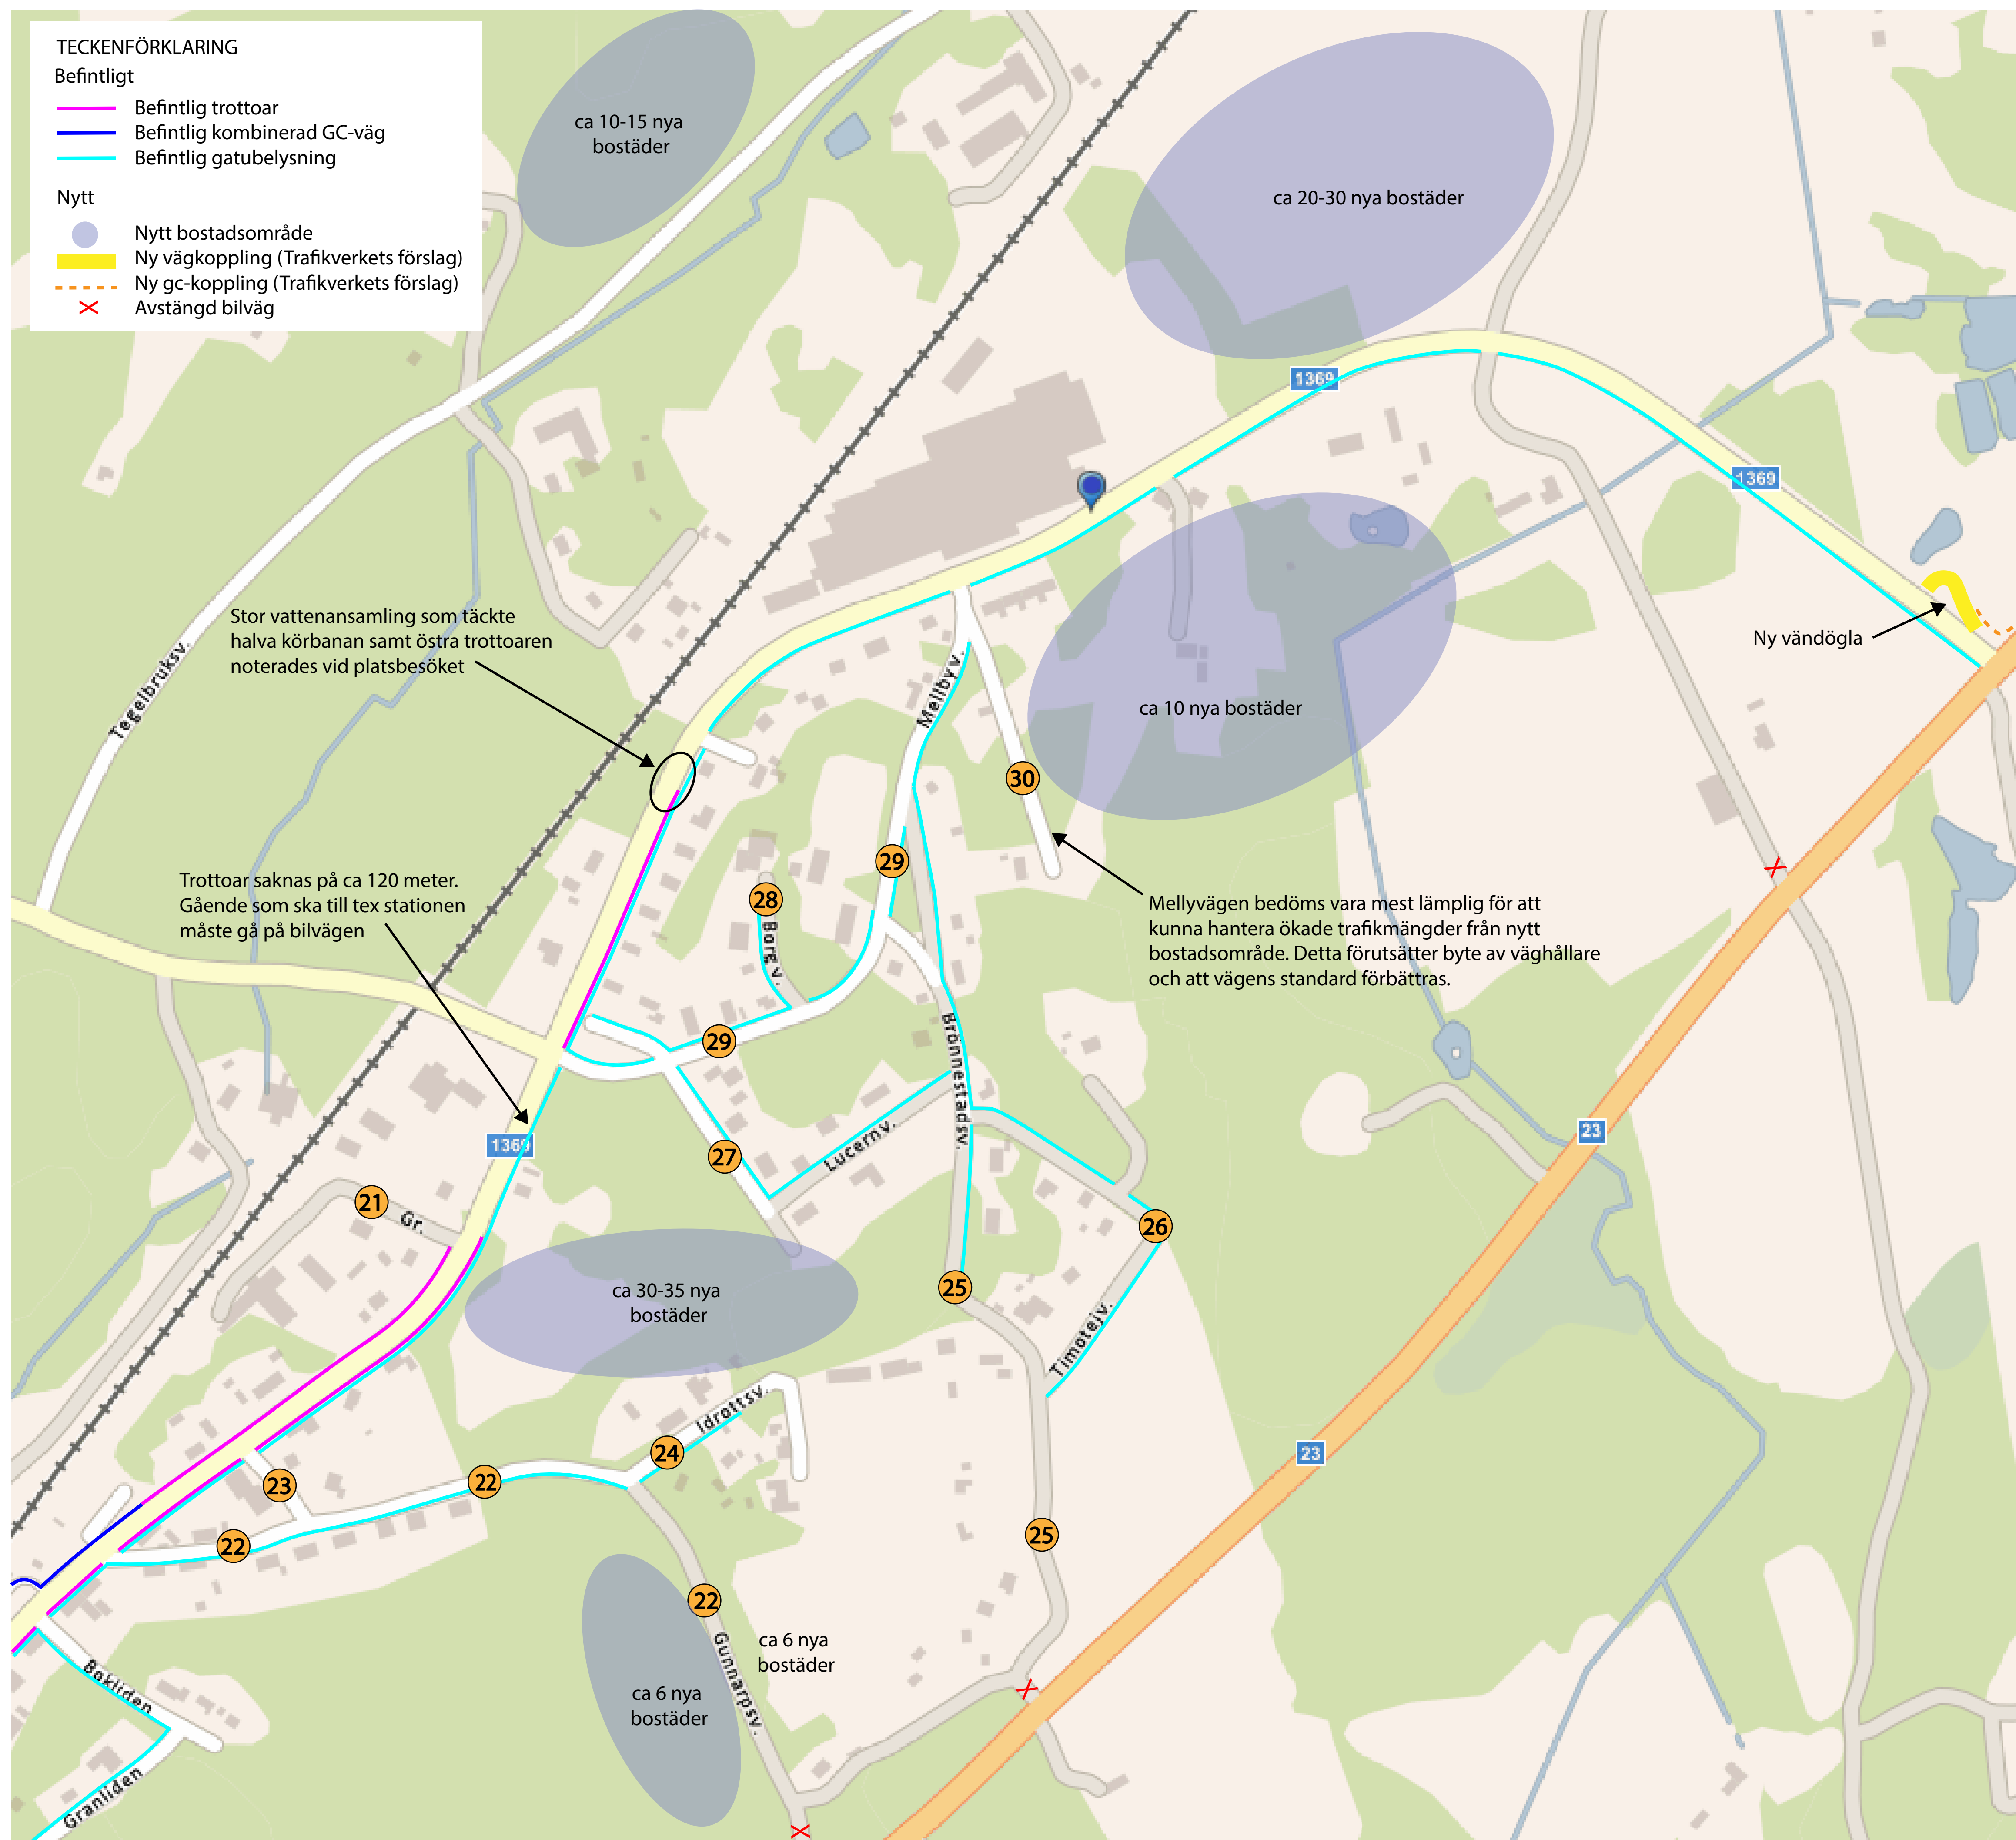 TECKENFÖRKLARING
Befintligt
Befintlig trottoar
Befintlig kombinerad GC-väg
Befintlig gatubelysning
Nytt
Nytt bostadsområde
Ny vägkoppling (Trafikverkets förslag)
Ny gc-koppling (Trafikverkets förslag)
Avstängd bilväg
ca 10-15 nya
bostäder
ca 20-30 nya bostäder
1369
1369
Stor vattenansamling som täckte
halva körbanan samt östra trottoaren
noterades vid platsbesöket
Tegelbruksv.
Ny vändögla
Mellbyv.
ca 10 nya bostäder
30
29
Trottoar saknas på ca 120 meter.
Gående som ska till tex stationen
måste gå på bilvägen
28
Borg v.
Mellyvägen bedöms vara mest lämplig för att
kunna hantera ökade trafikmängder från nytt
bostadsområde. Detta förutsätter byte av väghållare
och att vägens standard förbättras.
29
Brönnestadsv.
1369
27
Lucernv.
23
21
Gr.
26
25
ca 30-35 nya
bostäder
Timotejv.
Idrottsv.
24
23
22
23
25
22
22
Gunnarpsv.
ca 6 nya
bostäder
ca 6 nya
bostäder
Bokliden
Granliden